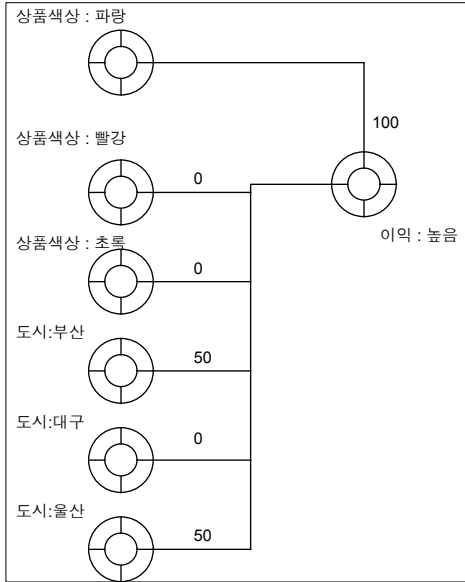 상품색상 : 파랑
100
상품색상 : 빨강
0
이익 : 높음
상품색상 : 초록
0
도시:부산
50
도시:대구
0
도시:울산
50